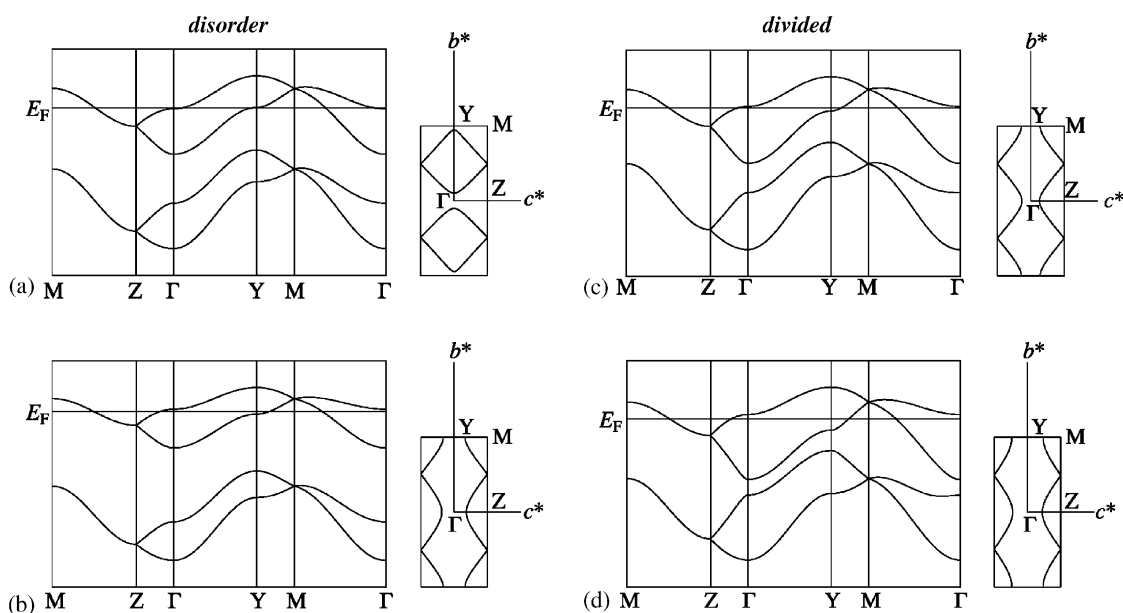 disorder
E_F
M Z Γ Y M Γ
(a)
b*
Y M
Γ Z
c*
divided
M Z Γ Y M Γ
(c)
b*
Y M
Z
Γ c*
E_F
M Z Γ Y M Γ
(b)
b*
Y M
Z
Γ c*
E_F
M Z Γ Y M Γ
(d)
b*
Y M
Z
Γ c*
E_F